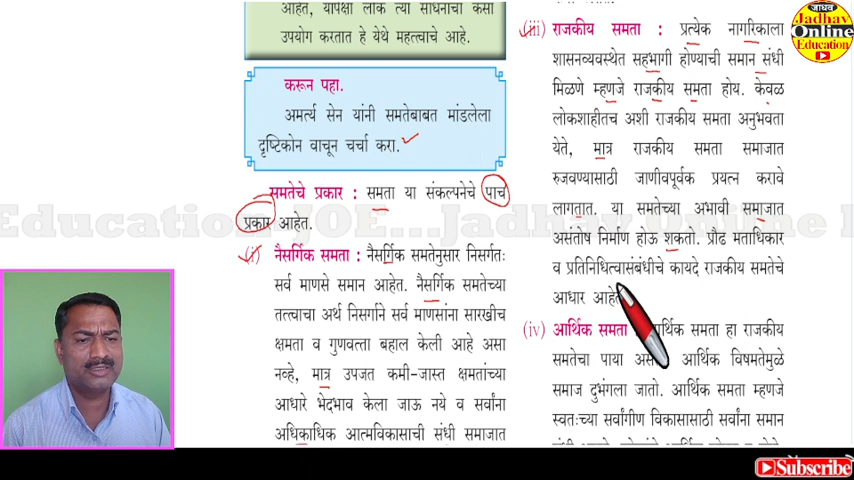 आहेत, यापेक्षा लोक त्या साधनांचा कसा
उपयोग करतात हे येथे महत्त्वाचे आहे.
करून पहा.
अमर्त्य सेन यांनी समतेबाबत मांडलेला
दृष्टिकोन वाचून चर्चा करा.
समतेचे प्रकार : समता या संकल्पनेचे पाच
प्रकार आहेत.
(i) नैसर्गिक समता : नैसर्गिक समतेनुसार निसर्गतः
सर्व माणसे समान आहेत. नैसर्गिक समतेच्या
तत्त्वाचा अर्थ निसर्गाने सर्व माणसांना सारखीच
क्षमता व गुणवत्ता बहाल केली आहे असा
नव्हे, मात्र उपजत कमी-जास्त क्षमतांच्या
आधारे भेदभाव केला जाऊ नये व सर्वांना
अधिकाधिक आत्मविकासाची संधी समाजात
(iii) राजकीय समता : प्रत्येक नागरिकाला
शासनव्यवस्थेत सहभागी होण्याची समान संधी
मिळणे म्हणजे राजकीय समता होय. केवळ
लोकशाहीतच अशी राजकीय समता अनुभवता
येते, मात्र राजकीय समता समाजात
रुजवण्यासाठी जाणीवपूर्वक प्रयत्न करावे
लागतात. या समतेच्या अभावी समाजात
असंतोष निर्माण होऊ शकतो. प्रौढ मताधिकार
व प्रतिनिधित्वासंबंधीचे कायदे राजकीय समतेचे
आधार आहेत
(iv) आर्थिक समता आर्थिक समता हा राजकीय
समतेचा पाया आर्थिक विषमतेमुळे
समाज दुभंगला जातो. आर्थिक समता म्हणजे
स्वतःच्या सर्वांगीण विकासासाठी सर्वांना समान
Education JOE...Jadhav Online Educa
जाधव
Jadhav
Online
Education
Subscribe